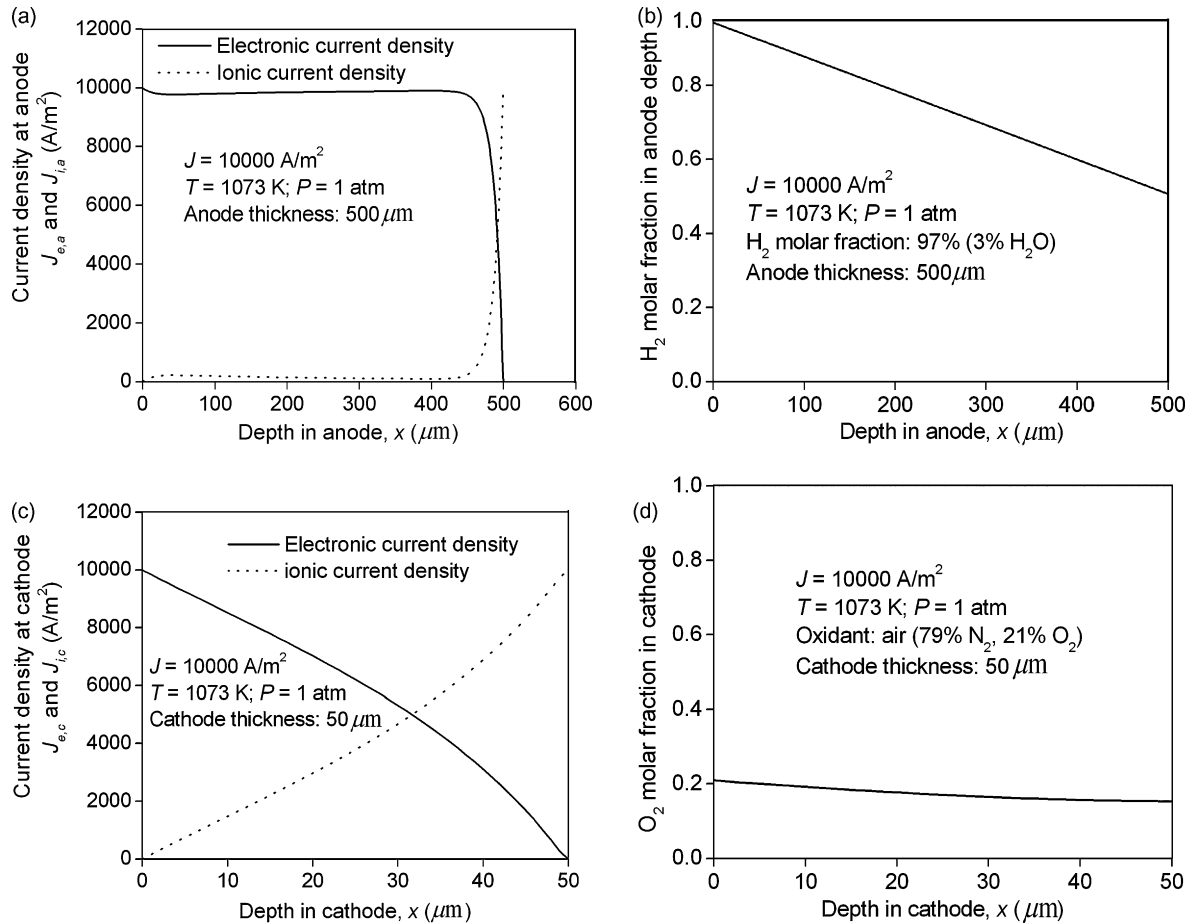 (a)
12000
10000
8000
6000
4000
2000
0
Current density at anode
J_{e,a} and J_{i,a} (A/m²)
Electronic current density
Ionic current density
J = 10000 A/m²
T = 1073 K; P = 1 atm
Anode thickness: 500 μm
0 100 200 300 400 500 600
Depth in anode, x (μm)
(b)
1.0
0.8
0.6
0.4
0.2
0.0
H₂ molar fraction in anode depth
J = 10000 A/m²
T = 1073 K; P = 1 atm
H₂ molar fraction: 97% (3% H₂O)
Anode thickness: 500μm
0 100 200 300 400 500
Depth in anode, x (μm)
(c)
12000
10000
8000
6000
4000
2000
0
Current density at cathode
J_{e,c} and J_{i,c} (A/m²)
Electronic current density
ionic current density
J = 10000 A/m²
T = 1073 K; P = 1 atm
Cathode thickness: 50 μm
0 10 20 30 40 50
Depth in cathode, x (μm)
(d)
1.0
0.8
0.6
0.4
0.2
0.0
O₂ molar fraction in cathode
J = 10000 A/m²
T = 1073 K; P = 1 atm
Oxidant: air (79% N₂, 21% O₂)
Cathode thickness: 50 μm
0 10 20 30 40 50
Depth in cathode, x (μm)